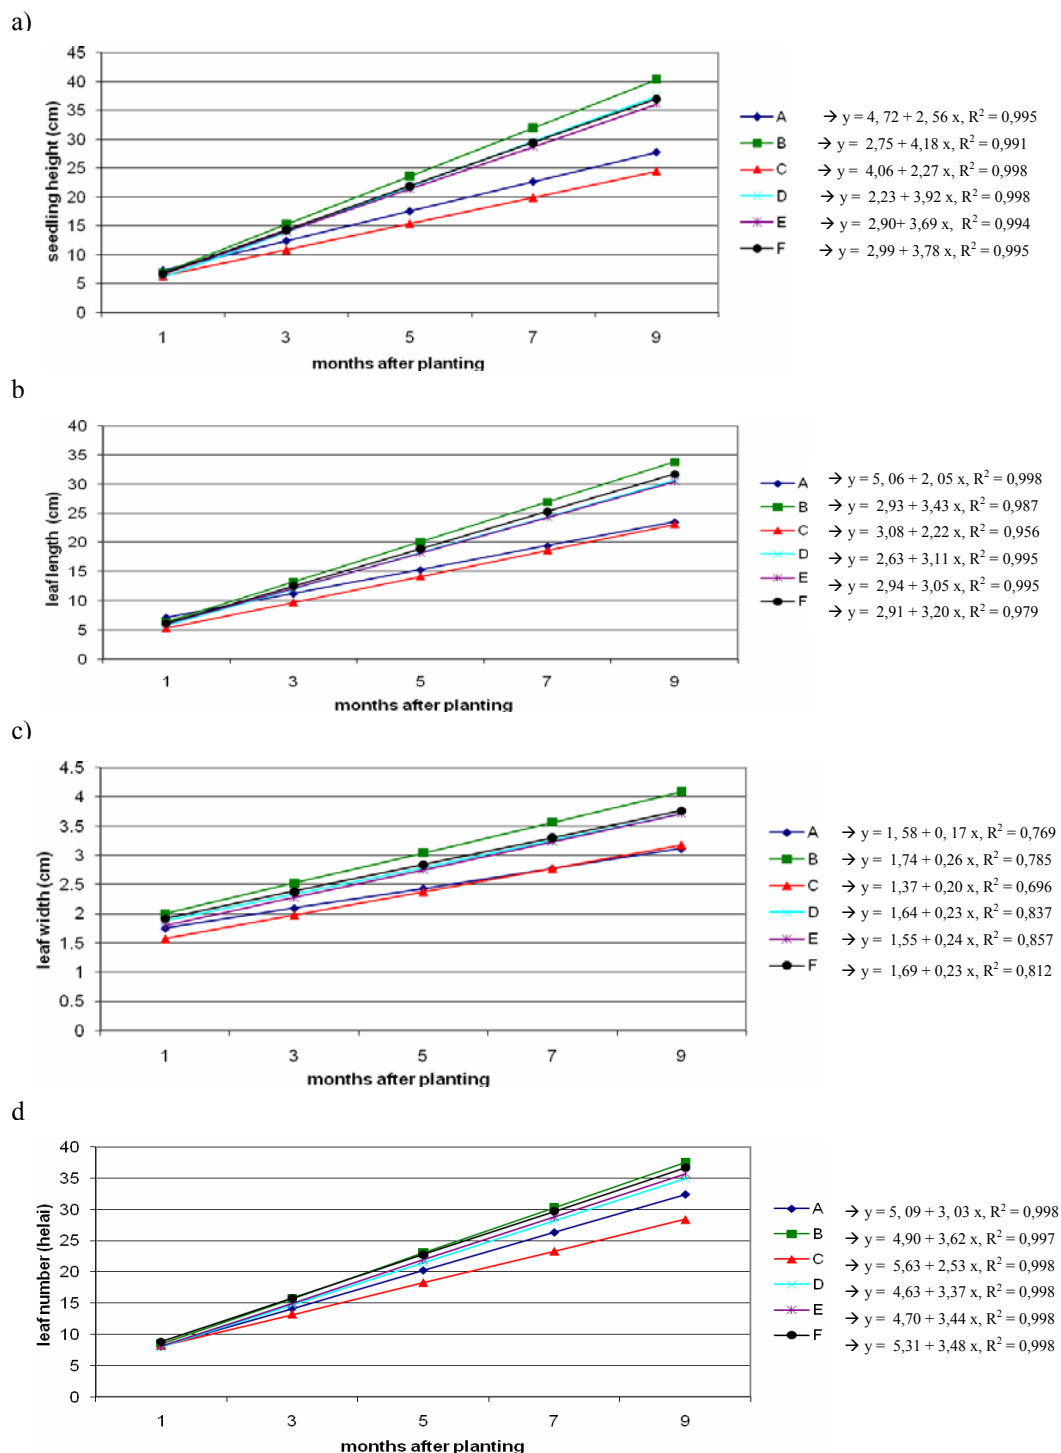 a)
45
40
35
30
25
20
15
10
5
0
seedling height (cm)
1 3 5 7 9
months after planting
A → y = 4, 72 + 2, 56 x, R² = 0,995
B → y = 2,75 + 4,18 x, R² = 0,991
C → y = 4,06 + 2,27 x, R² = 0,998
D → y = 2,23 + 3,92 x, R² = 0,998
E → y = 2,90+ 3,69 x, R² = 0,994
F → y = 2,99 + 3,78 x, R² = 0,995
b
40
35
30
25
20
15
10
5
0
leaf length (cm)
1 3 5 7 9
months after planting
A → y = 5, 06 + 2, 05 x, R² = 0,998
B → y = 2,93 + 3,43 x, R² = 0,987
C → y = 3,08 + 2,22 x, R² = 0,956
D → y = 2,63 + 3,11 x, R² = 0,995
E → y = 2,94 + 3,05 x, R² = 0,995
F → y = 2,91 + 3,20 x, R² = 0,979
c)
4.5
4
3.5
3
2.5
2
1.5
1
0.5
0
leaf width (cm)
1 3 5 7 9
months after planting
A → y = 1, 58 + 0, 17 x, R² = 0,769
B → y = 1,74 + 0,26 x, R² = 0,785
C → y = 1,37 + 0,20 x, R² = 0,696
D → y = 1,64 + 0,23 x, R² = 0,837
E → y = 1,55 + 0,24 x, R² = 0,857
F → y = 1,69 + 0,23 x, R² = 0,812
d
40
35
30
25
20
15
10
5
0
leaf number (helai)
1 3 5 7 9
months after planting
A → y = 5, 09 + 3, 03 x, R² = 0,998
B → y = 4,90 + 3,62 x, R² = 0,997
C → y = 5,63 + 2,53 x, R² = 0,998
D → y = 4,63 + 3,37 x, R² = 0,998
E → y = 4,70 + 3,44 x, R² = 0,998
F → y = 5,31 + 3,48 x, R² = 0,998